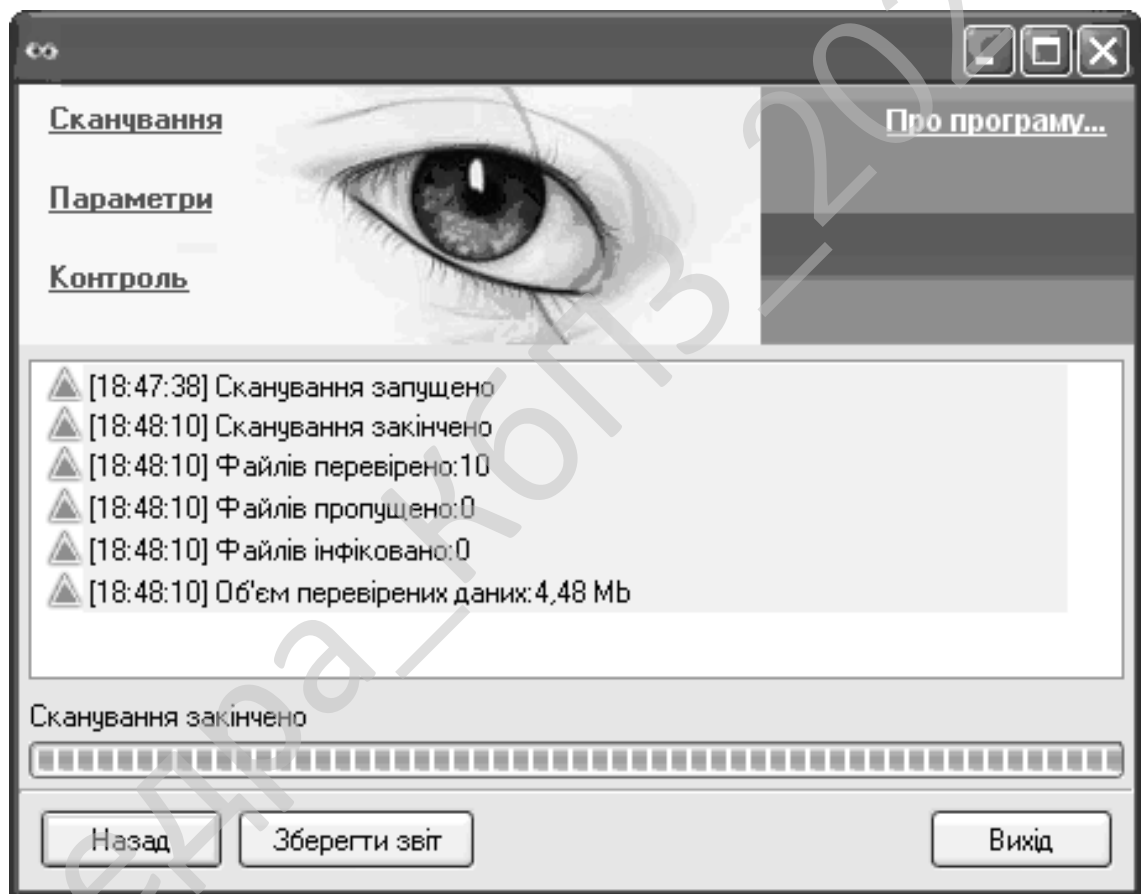 Сканування
Про програму...
Параметри
Контроль
[18:47:38] Сканування запущено
[18:48:10] Сканування закінчено
[18:48:10] Файлів перевірено:10
[18:48:10] Файлів пропущено:0
[18:48:10] Файлів інфіковано:0
[18:48:10] Об'єм перевірених даних:4,48 Mb
Сканування закінчено
Назад
Зберегти звіт
Вихід